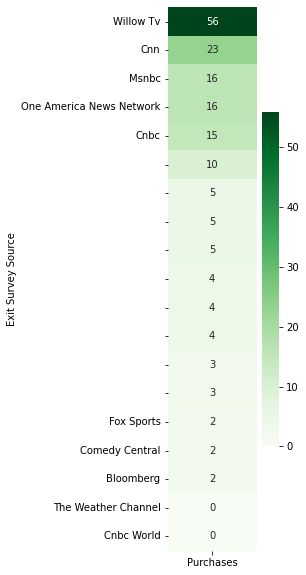 Willow Tv 56
Cnn 23
Msnbc 16
One America News Network 16
Cnbc 15
10
5
5
5
4
4
3
3
Fox Sports 2
Comedy Central 2
Bloomberg 2
The Weather Channel 0
Cnbc World 0
Purchases
Exit Survey Source
50
40
30
20
10
0